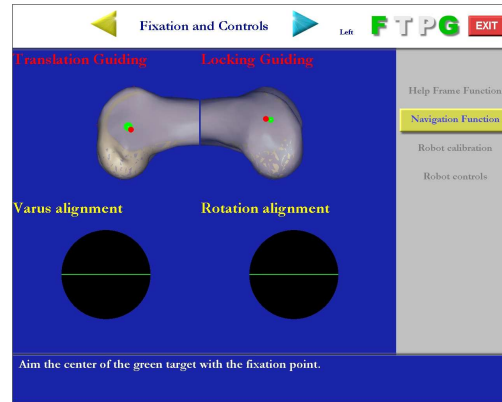 Fixation and Controls
Left
F T P G
EXIT
Translation Guiding
Locking Guiding
Help Frame Function
Navigation Function
Robot calibration
Robot controls
Varus alignment
Rotation alignment
Aim the center of the green target with the fixation point.